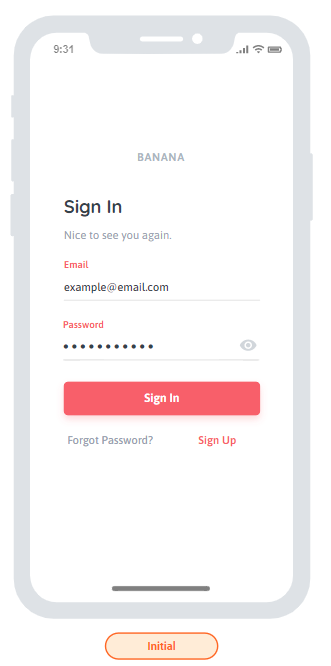 9:31
BANANA
Sign In
Nice to see you again.
Email
example@email.com
Password
Sign In
Forgot Password? Sign Up
Initial